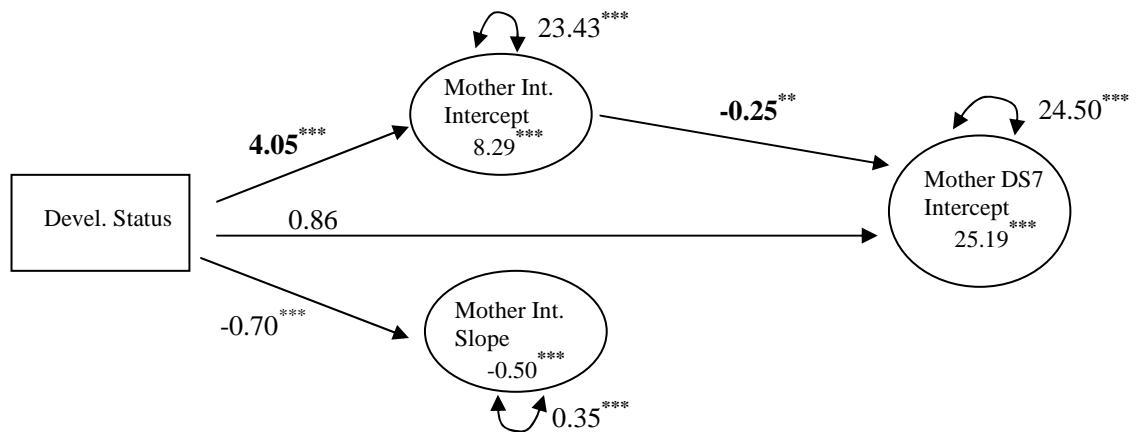 23.43***
Mother Int.
Intercept
8.29***
-0.25**
24.50***
4.05***
Mother DS7
Intercept
25.19***
Devel. Status
0.86
-0.70***
Mother Int.
Slope
-0.50***
0.35***